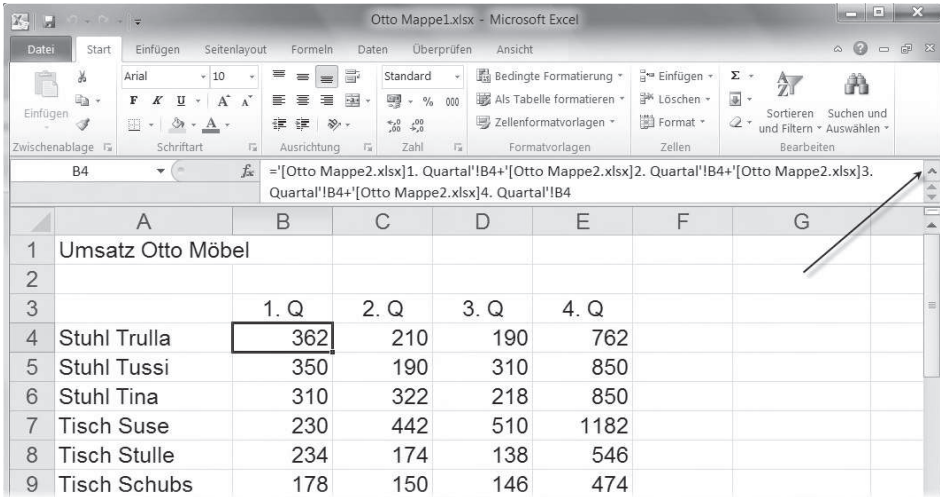 Otto Mappe1.xlsx - Microsoft Excel
Datei Start Einfügen Seitenlayout Formeln Daten Überprüfen Ansicht
Einfügen
Zwischenablage
Arial 10
F K U A A
A
Schriftart
Ausrichtung
Standard
% 000
Zahl
Bedingte Formatierung
Als Tabelle formatieren
Zellenformatvorlagen
Formatvorlagen
Einfügen
Löschen
Format
Zellen
Σ
Sortieren und Filtern
Suchen und Auswählen
Bearbeiten
B4 fx ='[Otto Mappe2.xlsx]1. Quartal'!B4+'[Otto Mappe2.xlsx]2. Quartal'!B4+'[Otto Mappe2.xlsx]3.
Quartal'!B4+'[Otto Mappe2.xlsx]4. Quartal'!B4
A B C D E F G
1 Umsatz Otto Möbel
2
3 1. Q 2. Q 3. Q 4. Q
4 Stuhl Trulla 362 210 190 762
5 Stuhl Tussi 350 190 310 850
6 Stuhl Tina 310 322 218 850
7 Tisch Suse 230 442 510 1182
8 Tisch Stulle 234 174 138 546
9 Tisch Schubs 178 150 146 474